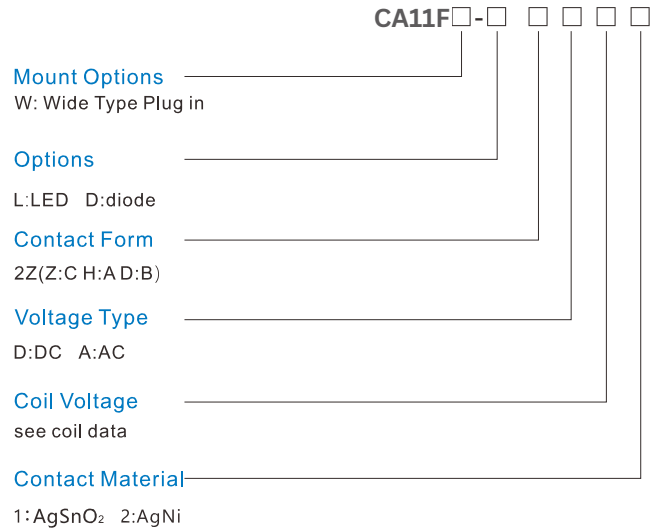 CA11F□-□ □ □ □ □
Mount Options
W: Wide Type Plug in
Options
L:LED D:diode
Contact Form
2Z(Z:C H:A D:B)
Voltage Type
D:DC A:AC
Coil Voltage
see coil data
Contact Material
1:AgSnO₂ 2:AgNi